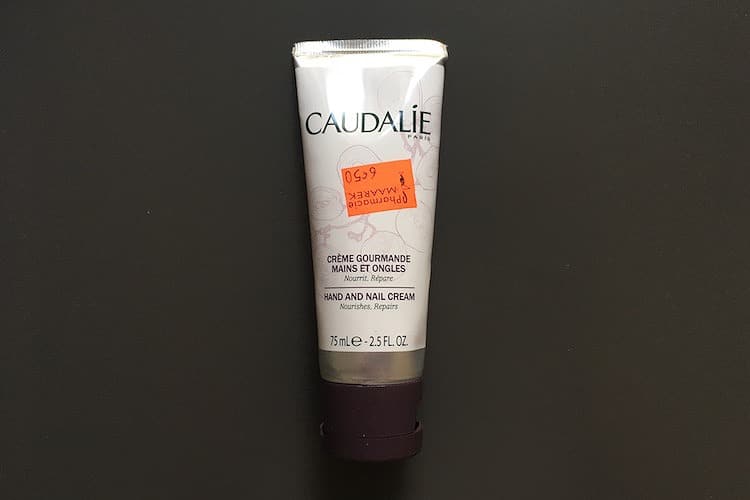 CAUDALÍE
PARIS
Pharmacie
MAAREK
6€50
CRÈME GOURMANDE
MAINS ET ONGLES
Nourrit, Répare
HAND AND NAIL CREAM
Nourishes, Repairs
75 mL℮ - 2.5 FL. OZ.